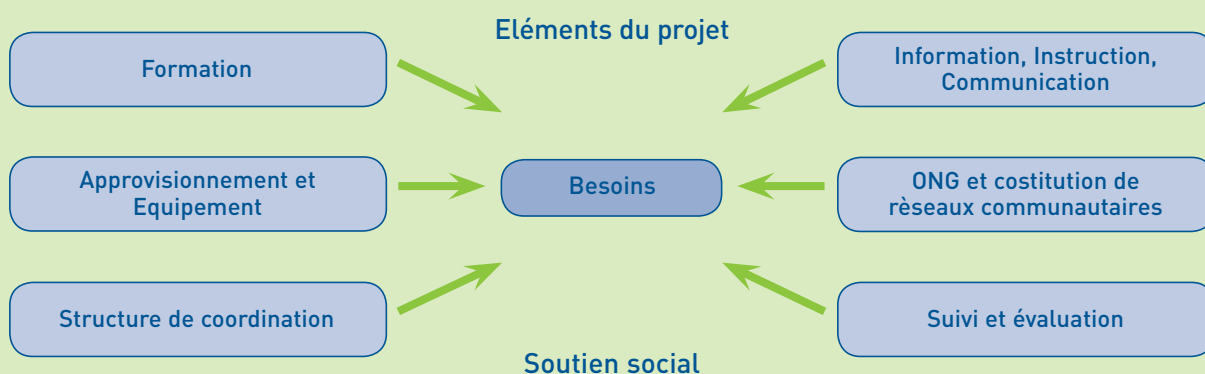 Eléments du projet
Formation
Information, Instruction,
Communication
Approvisionnement et
Equipement
Besoins
ONG et costitution de
rèseaux communautaires
Structure de coordination
Suivi et évaluation
Soutien social